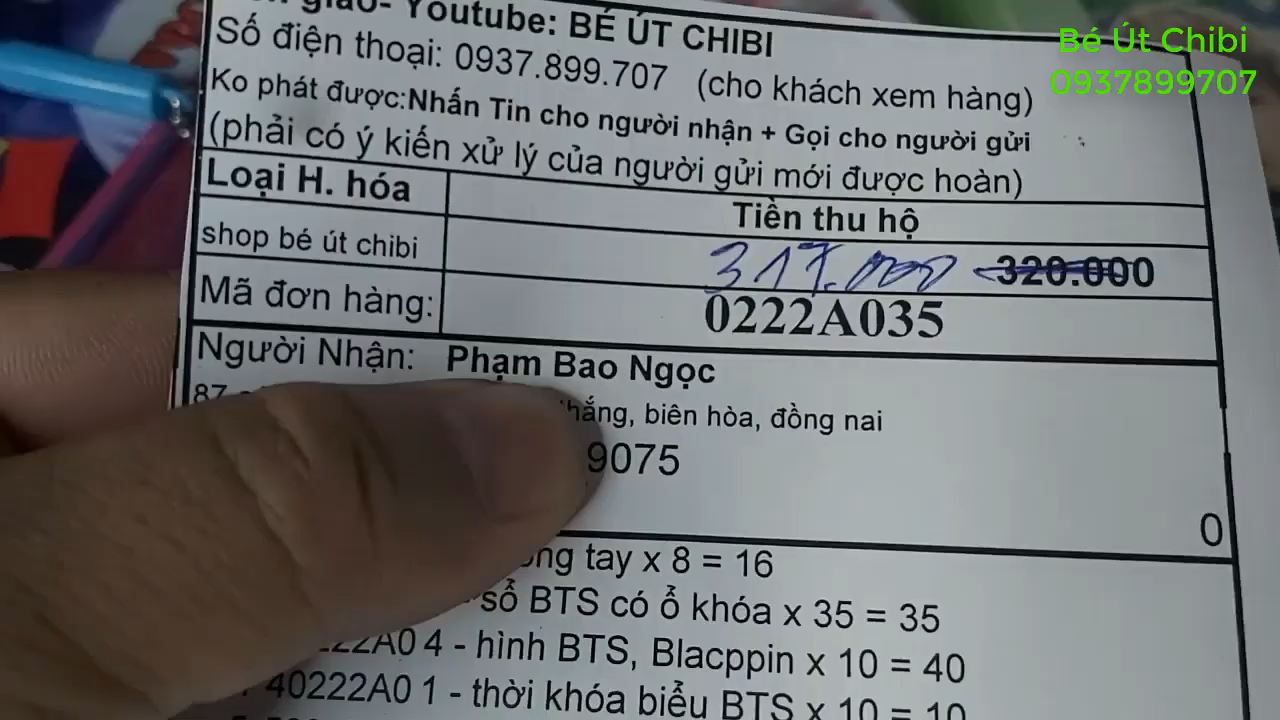 giao- Youtube: BÉ ÚT CHIBI
Bé Út Chibi
0937899707
Số điện thoại: 0937.899.707 (cho khách xem hàng)
Ko phát được:Nhấn Tin cho người nhận + Gọi cho người gửi
(phải có ý kiến xử lý của người gửi mới được hoàn)
Loại H. hóa Tiền thu hộ
shop bé út chibi 317.000 320.000
Mã đơn hàng: 0222A035
Người Nhận: Phạm Bao Ngọc
87 biên hòa, đồng nai
9075
0
tay x 8 = 16
sổ BTS có ổ khóa x 35 = 35
4 - hình BTS, Blacppin x 10 = 40
40222A0 1 - thời khóa biểu BTS x 10 = 10